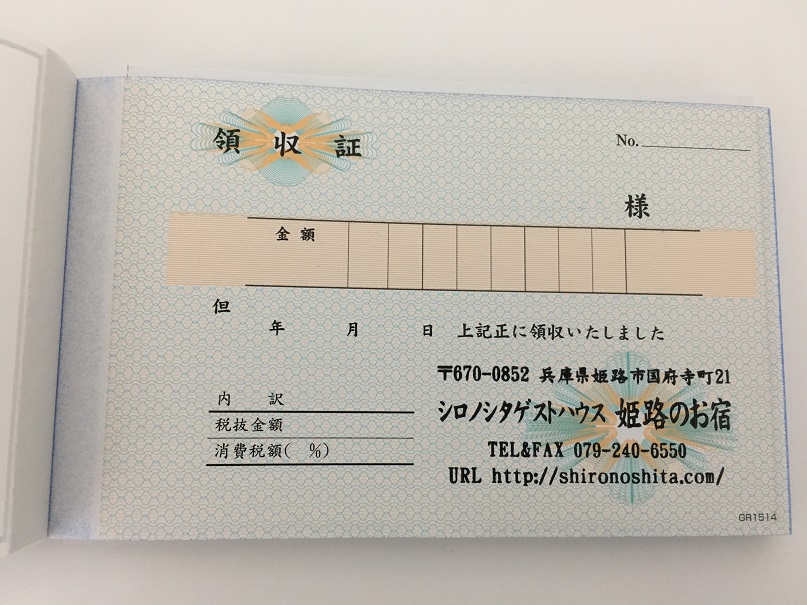 領収証
No.
様
金額
但
年 月 日 上記正に領収いたしました
〒670-0852 兵庫県姫路市国府寺町21
シロノシタゲストハウス 姫路のお宿
TEL&FAX 079-240-6550
URL http://shironoshita.com/
内訳
税抜金額
消費税額( %)
GR1514